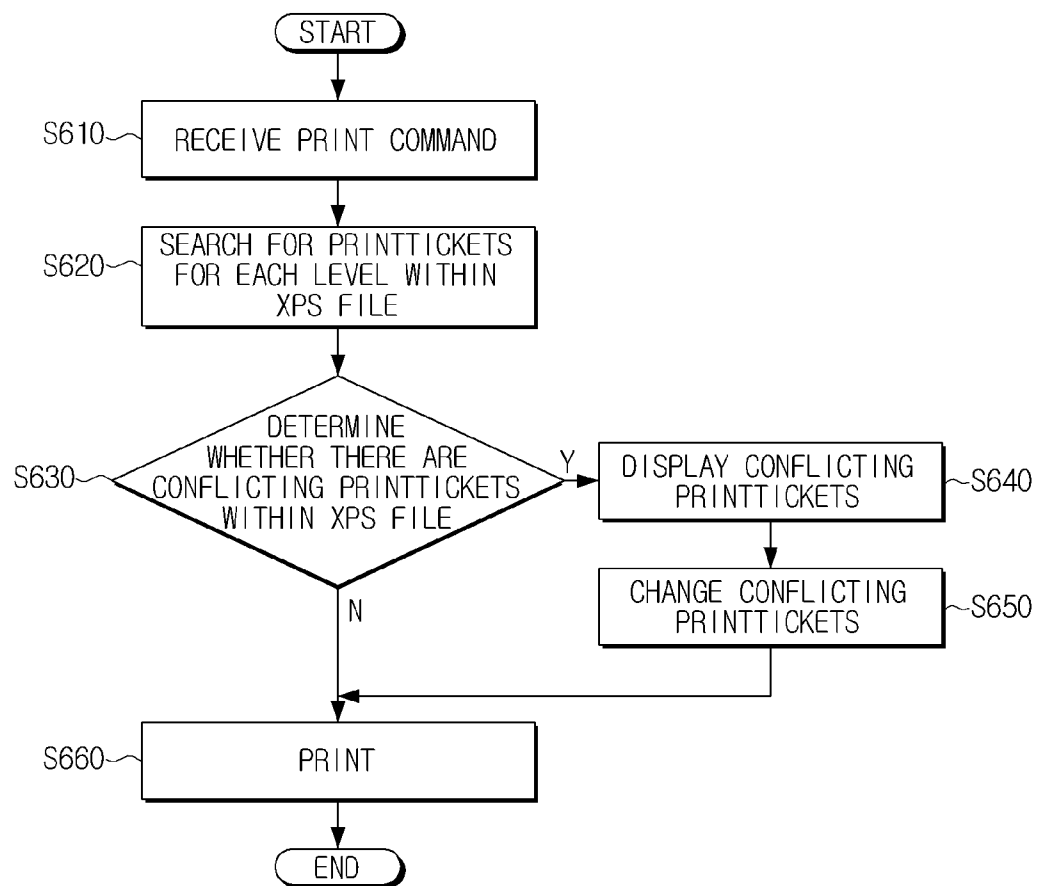 START
S610
RECEIVE PRINT COMMAND
S620
SEARCH FOR PRINTTICKETS
FOR EACH LEVEL WITHIN
XPS FILE
S630
DETERMINE
WHETHER THERE ARE
CONFLICTING PRINTTICKETS
WITHIN XPS FILE
Y
N
DISPLAY CONFLICTING
PRINTTICKETS
S640
CHANGE CONFLICTING
PRINTTICKETS
S650
S660
PRINT
END